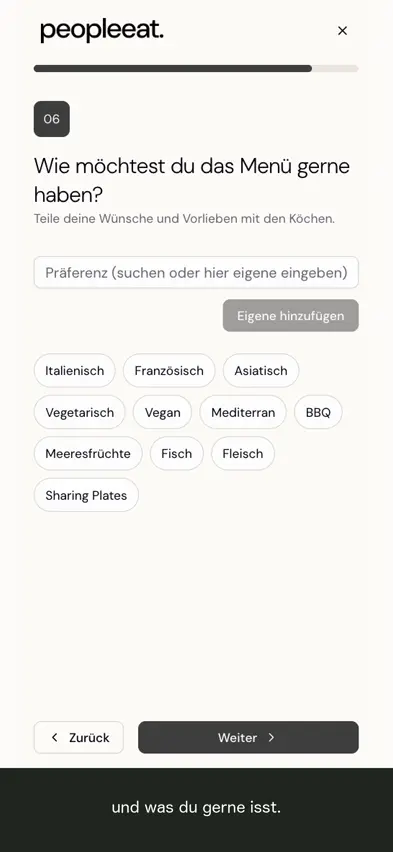 peopleeat.
06
Wie möchtest du das Menü gerne
haben?
Teile deine Wünsche und Vorlieben mit den Köchen.
Präferenz (suchen oder hier eigene eingeben)
Eigene hinzufügen
Italienisch Französisch Asiatisch
Vegetarisch Vegan Mediterran BBQ
Meeresfrüchte Fisch Fleisch
Sharing Plates
Zurück Weiter
und was du gerne isst.